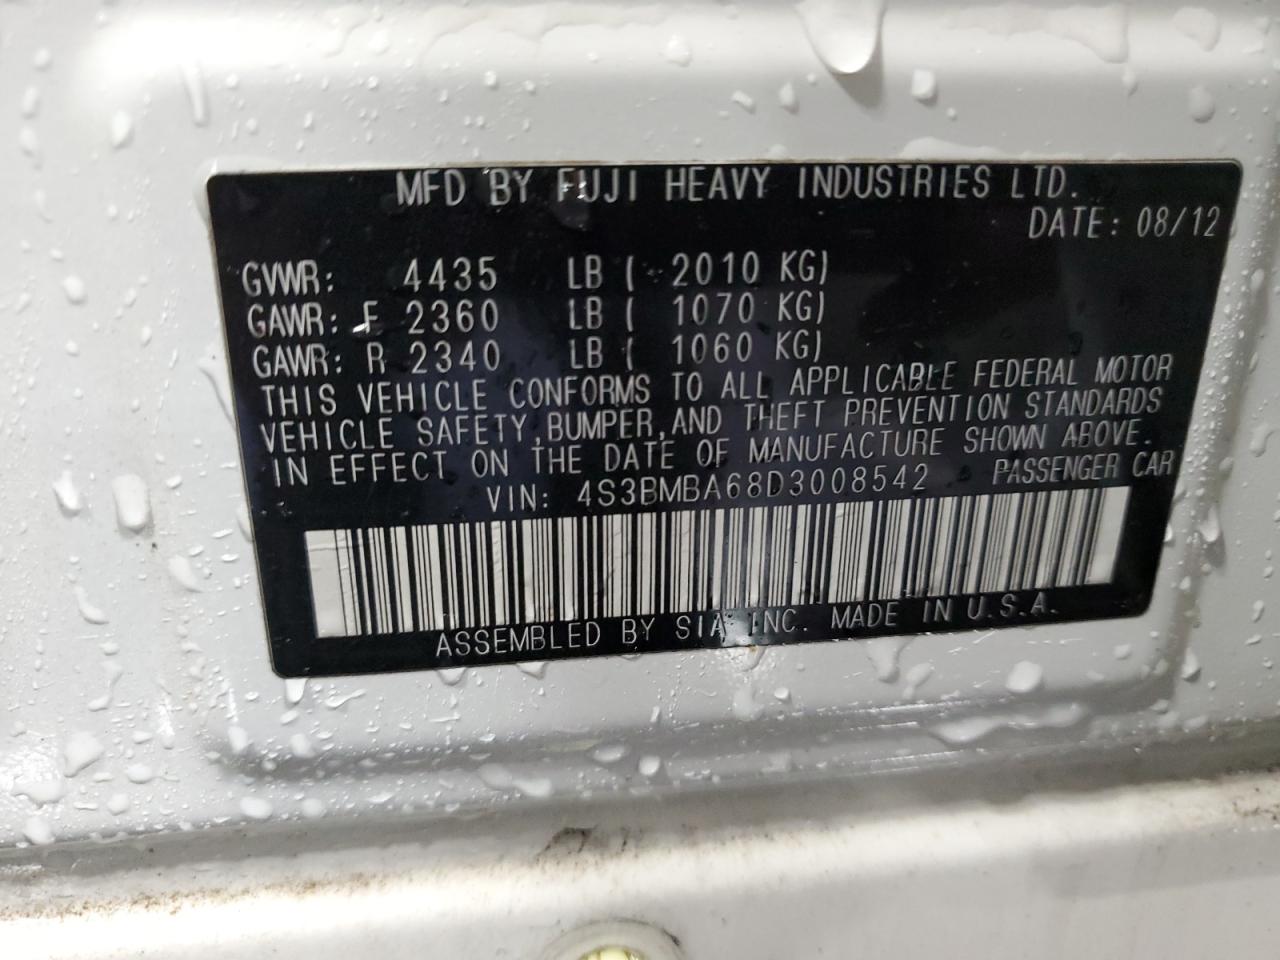 MFD BY FUJI HEAVY INDUSTRIES LTD.
DATE: 08/12
GVWR: 4435 LB ( 2010 KG)
GAWR: F 2360 LB ( 1070 KG)
GAWR: R 2340 LB ( 1060 KG)
THIS VEHICLE CONFORMS TO ALL APPLICABLE FEDERAL MOTOR
VEHICLE SAFETY, BUMPER, AND THEFT PREVENTION STANDARDS
IN EFFECT ON THE DATE OF MANUFACTURE SHOWN ABOVE.
VIN: 4S3BMBA68D3008542 PASSENGER CAR
ASSEMBLED BY SIA INC. MADE IN U.S.A.